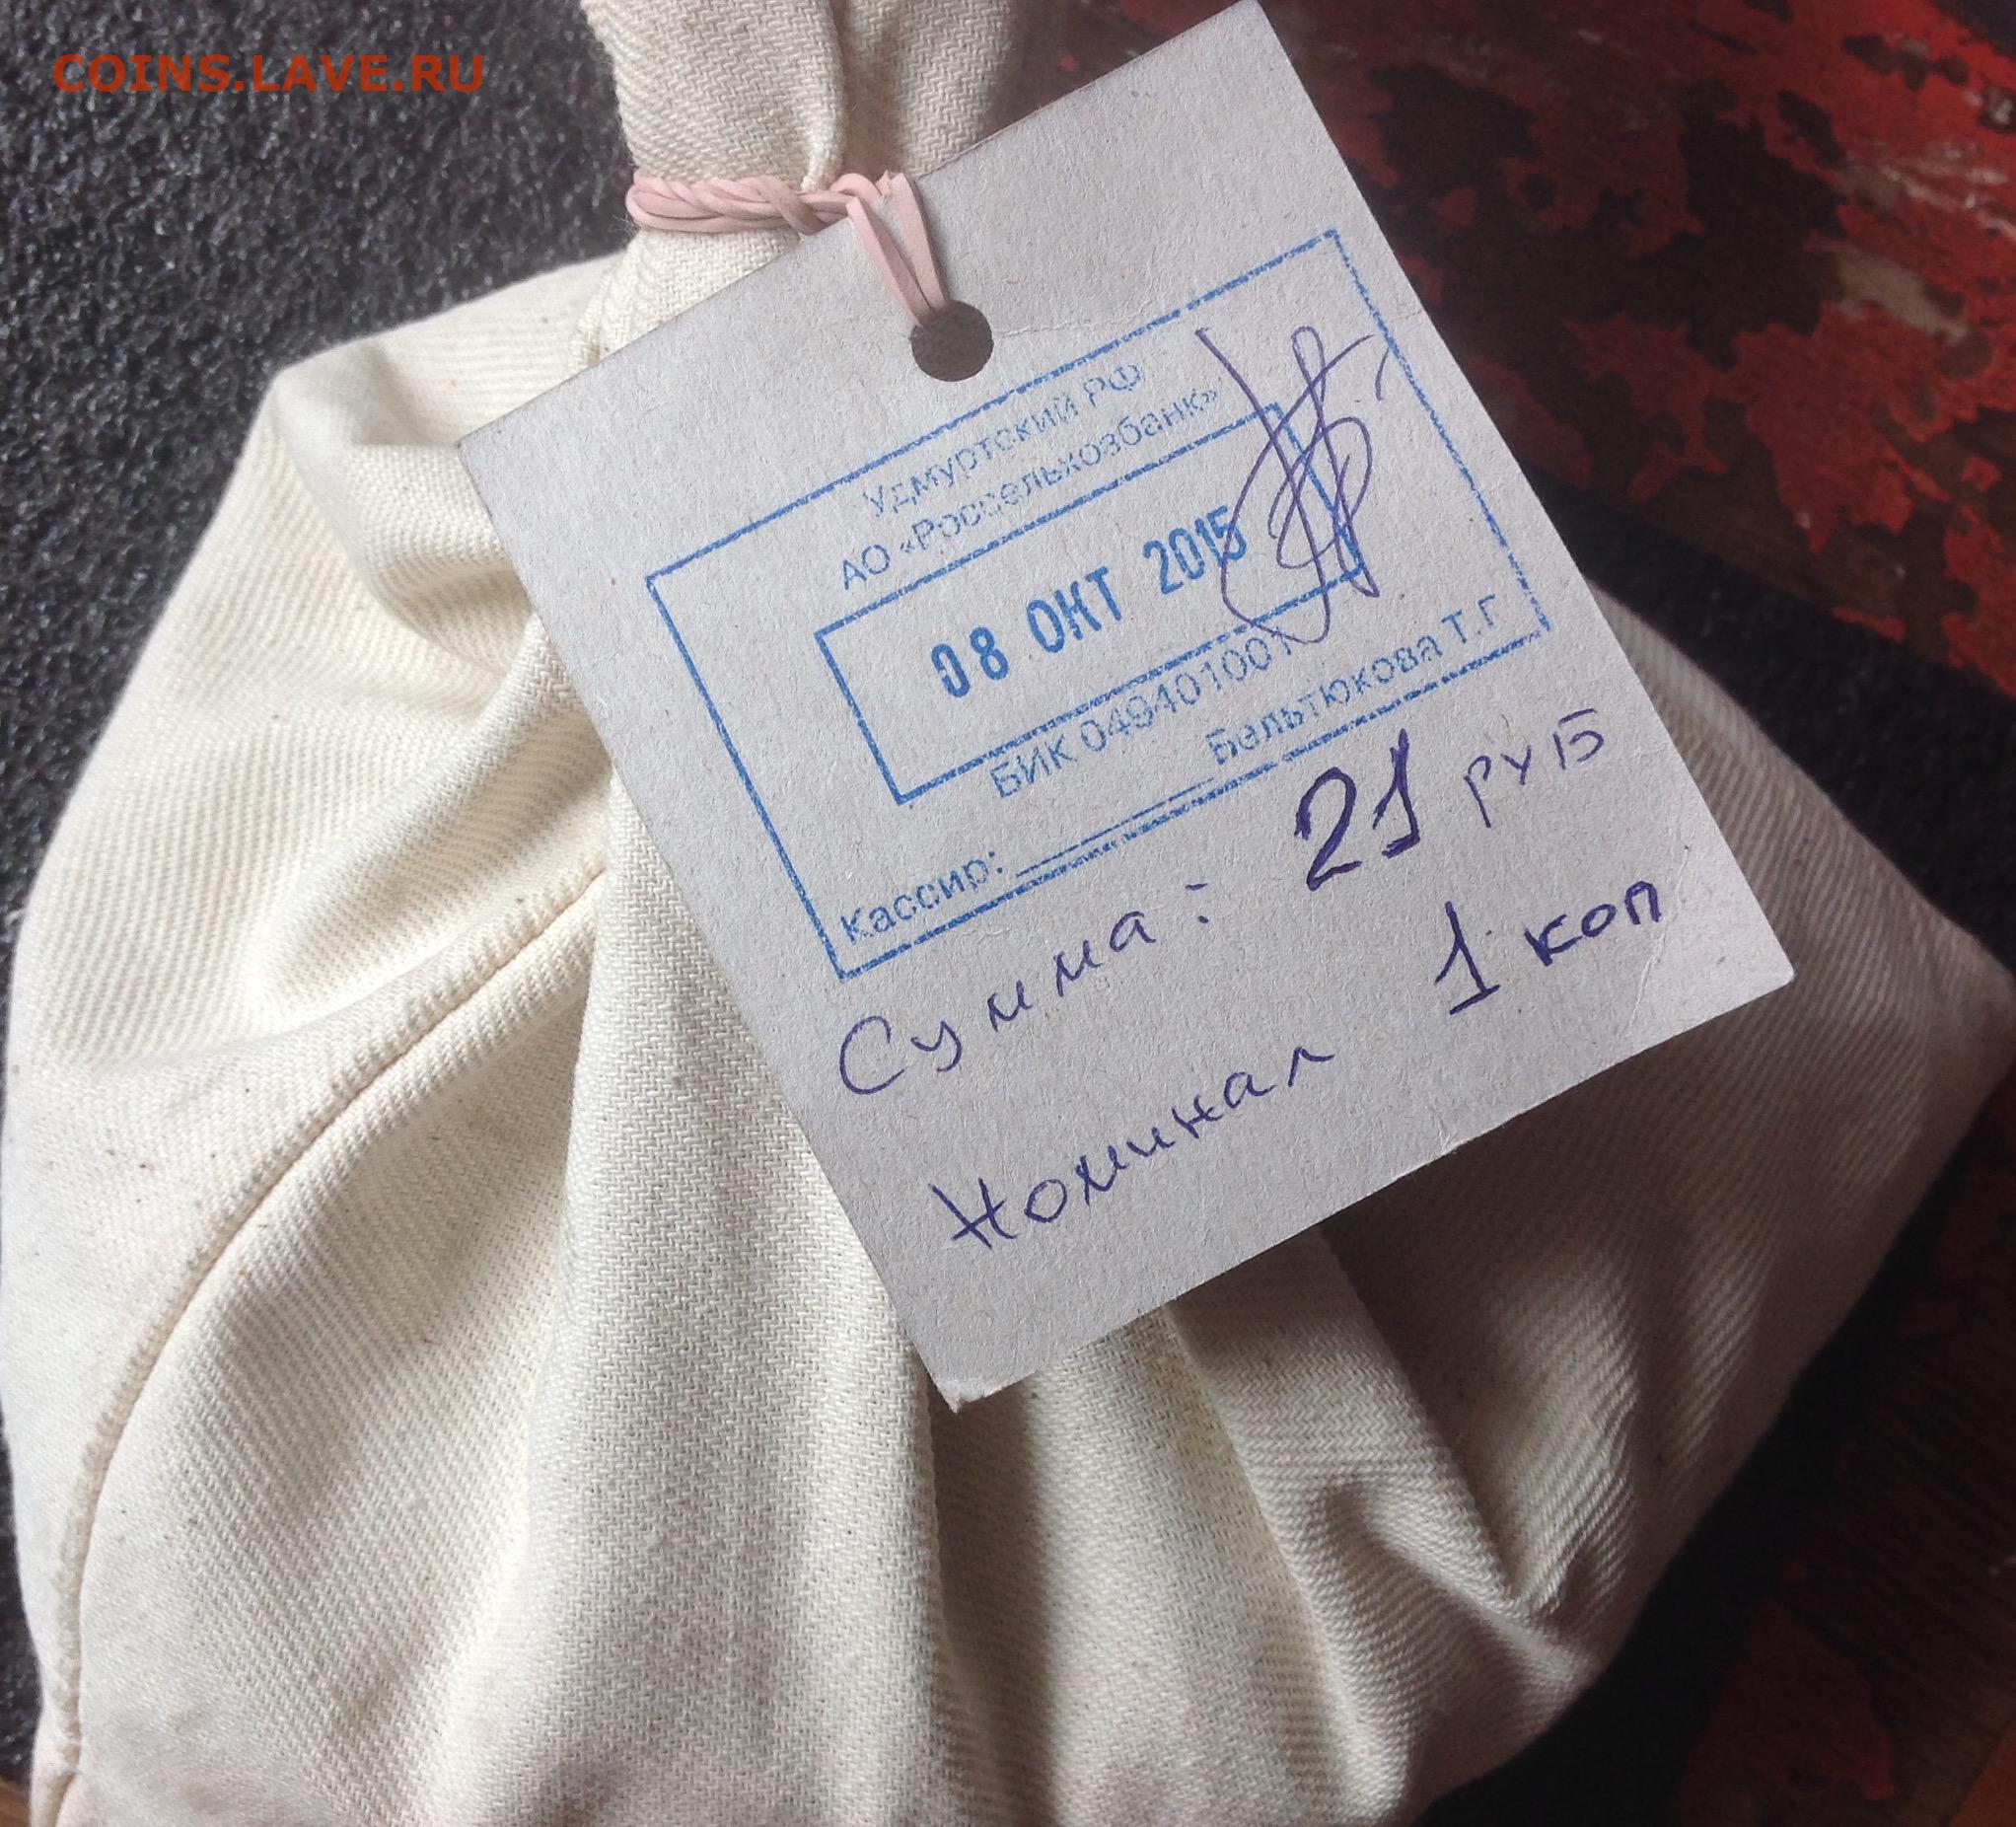 COINS.LAVE.RU
Удмуртский РФ
АО «Россельхозбанк»
08 ОКТ 2015
БИК 049401001
Кассир: Бельтюкова Т.Г
Сумма: 21 руб
Номинал 1 коп